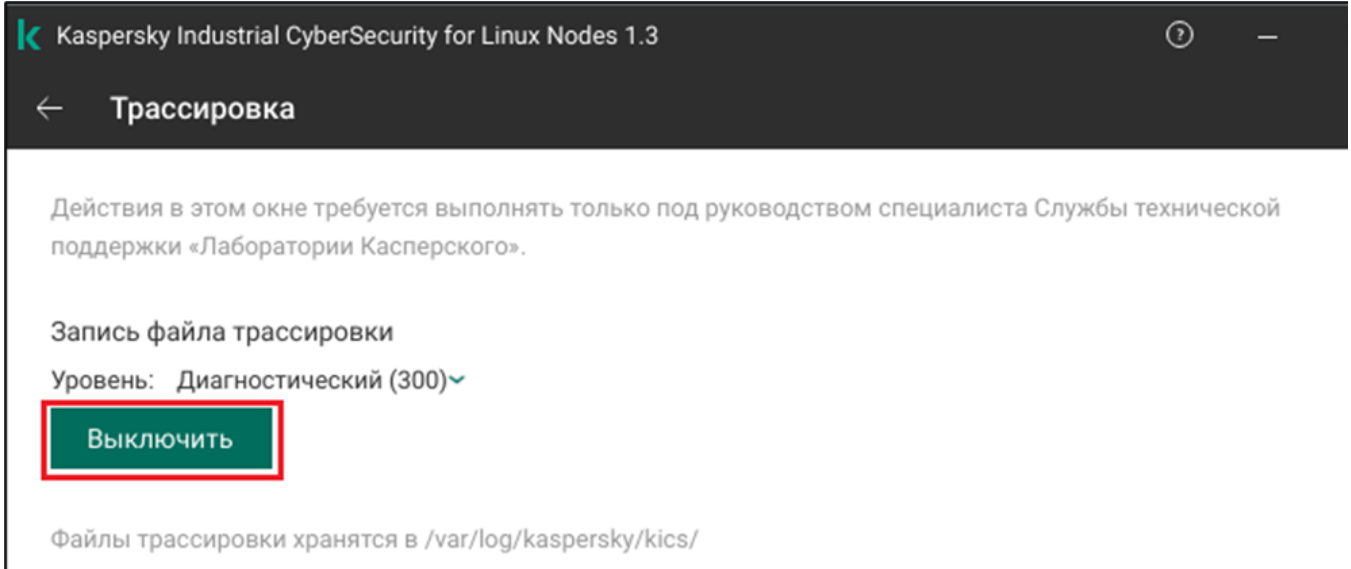 Kaspersky Industrial CyberSecurity for Linux Nodes 1.3
Трассировка
Действия в этом окне требуется выполнять только под руководством специалиста Службы технической
поддержки «Лаборатории Касперского».
Запись файла трассировки
Уровень: Диагностический (300)
Выключить
Файлы трассировки хранятся в /var/log/kaspersky/kics/